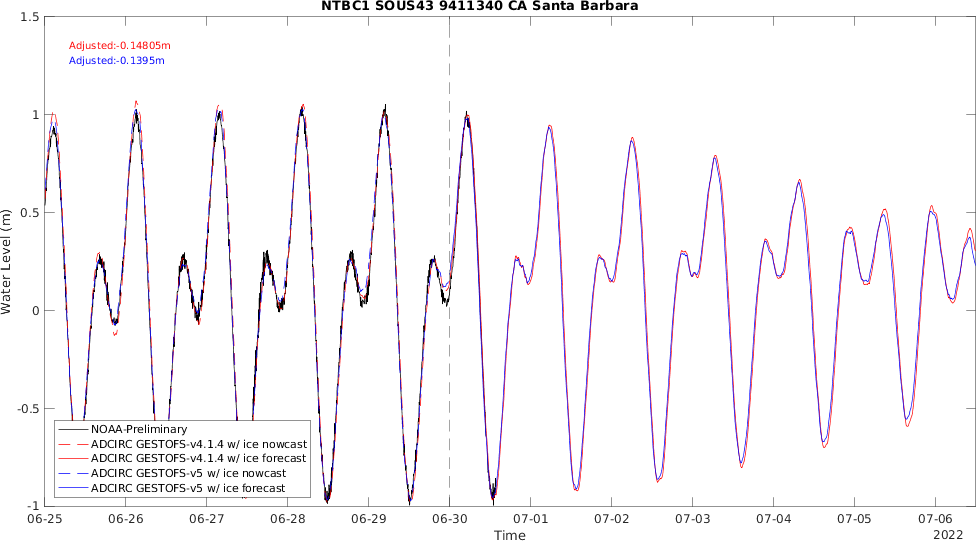 NTBC1 SOUS43 9411340 CA Santa Barbara
1.5
Adjusted:-0.14805m
Adjusted:-0.1395m
1
0.5
0
-0.5
-1
Water Level (m)
NOAA-Preliminary
ADCIRC GESTOFS-v4.1.4 w/ ice nowcast
ADCIRC GESTOFS-v4.1.4 w/ ice forecast
ADCIRC GESTOFS-v5 w/ ice nowcast
ADCIRC GESTOFS-v5 w/ ice forecast
06-25 06-26 06-27 06-28 06-29 06-30 07-01 07-02 07-03 07-04 07-05 07-06
Time
2022